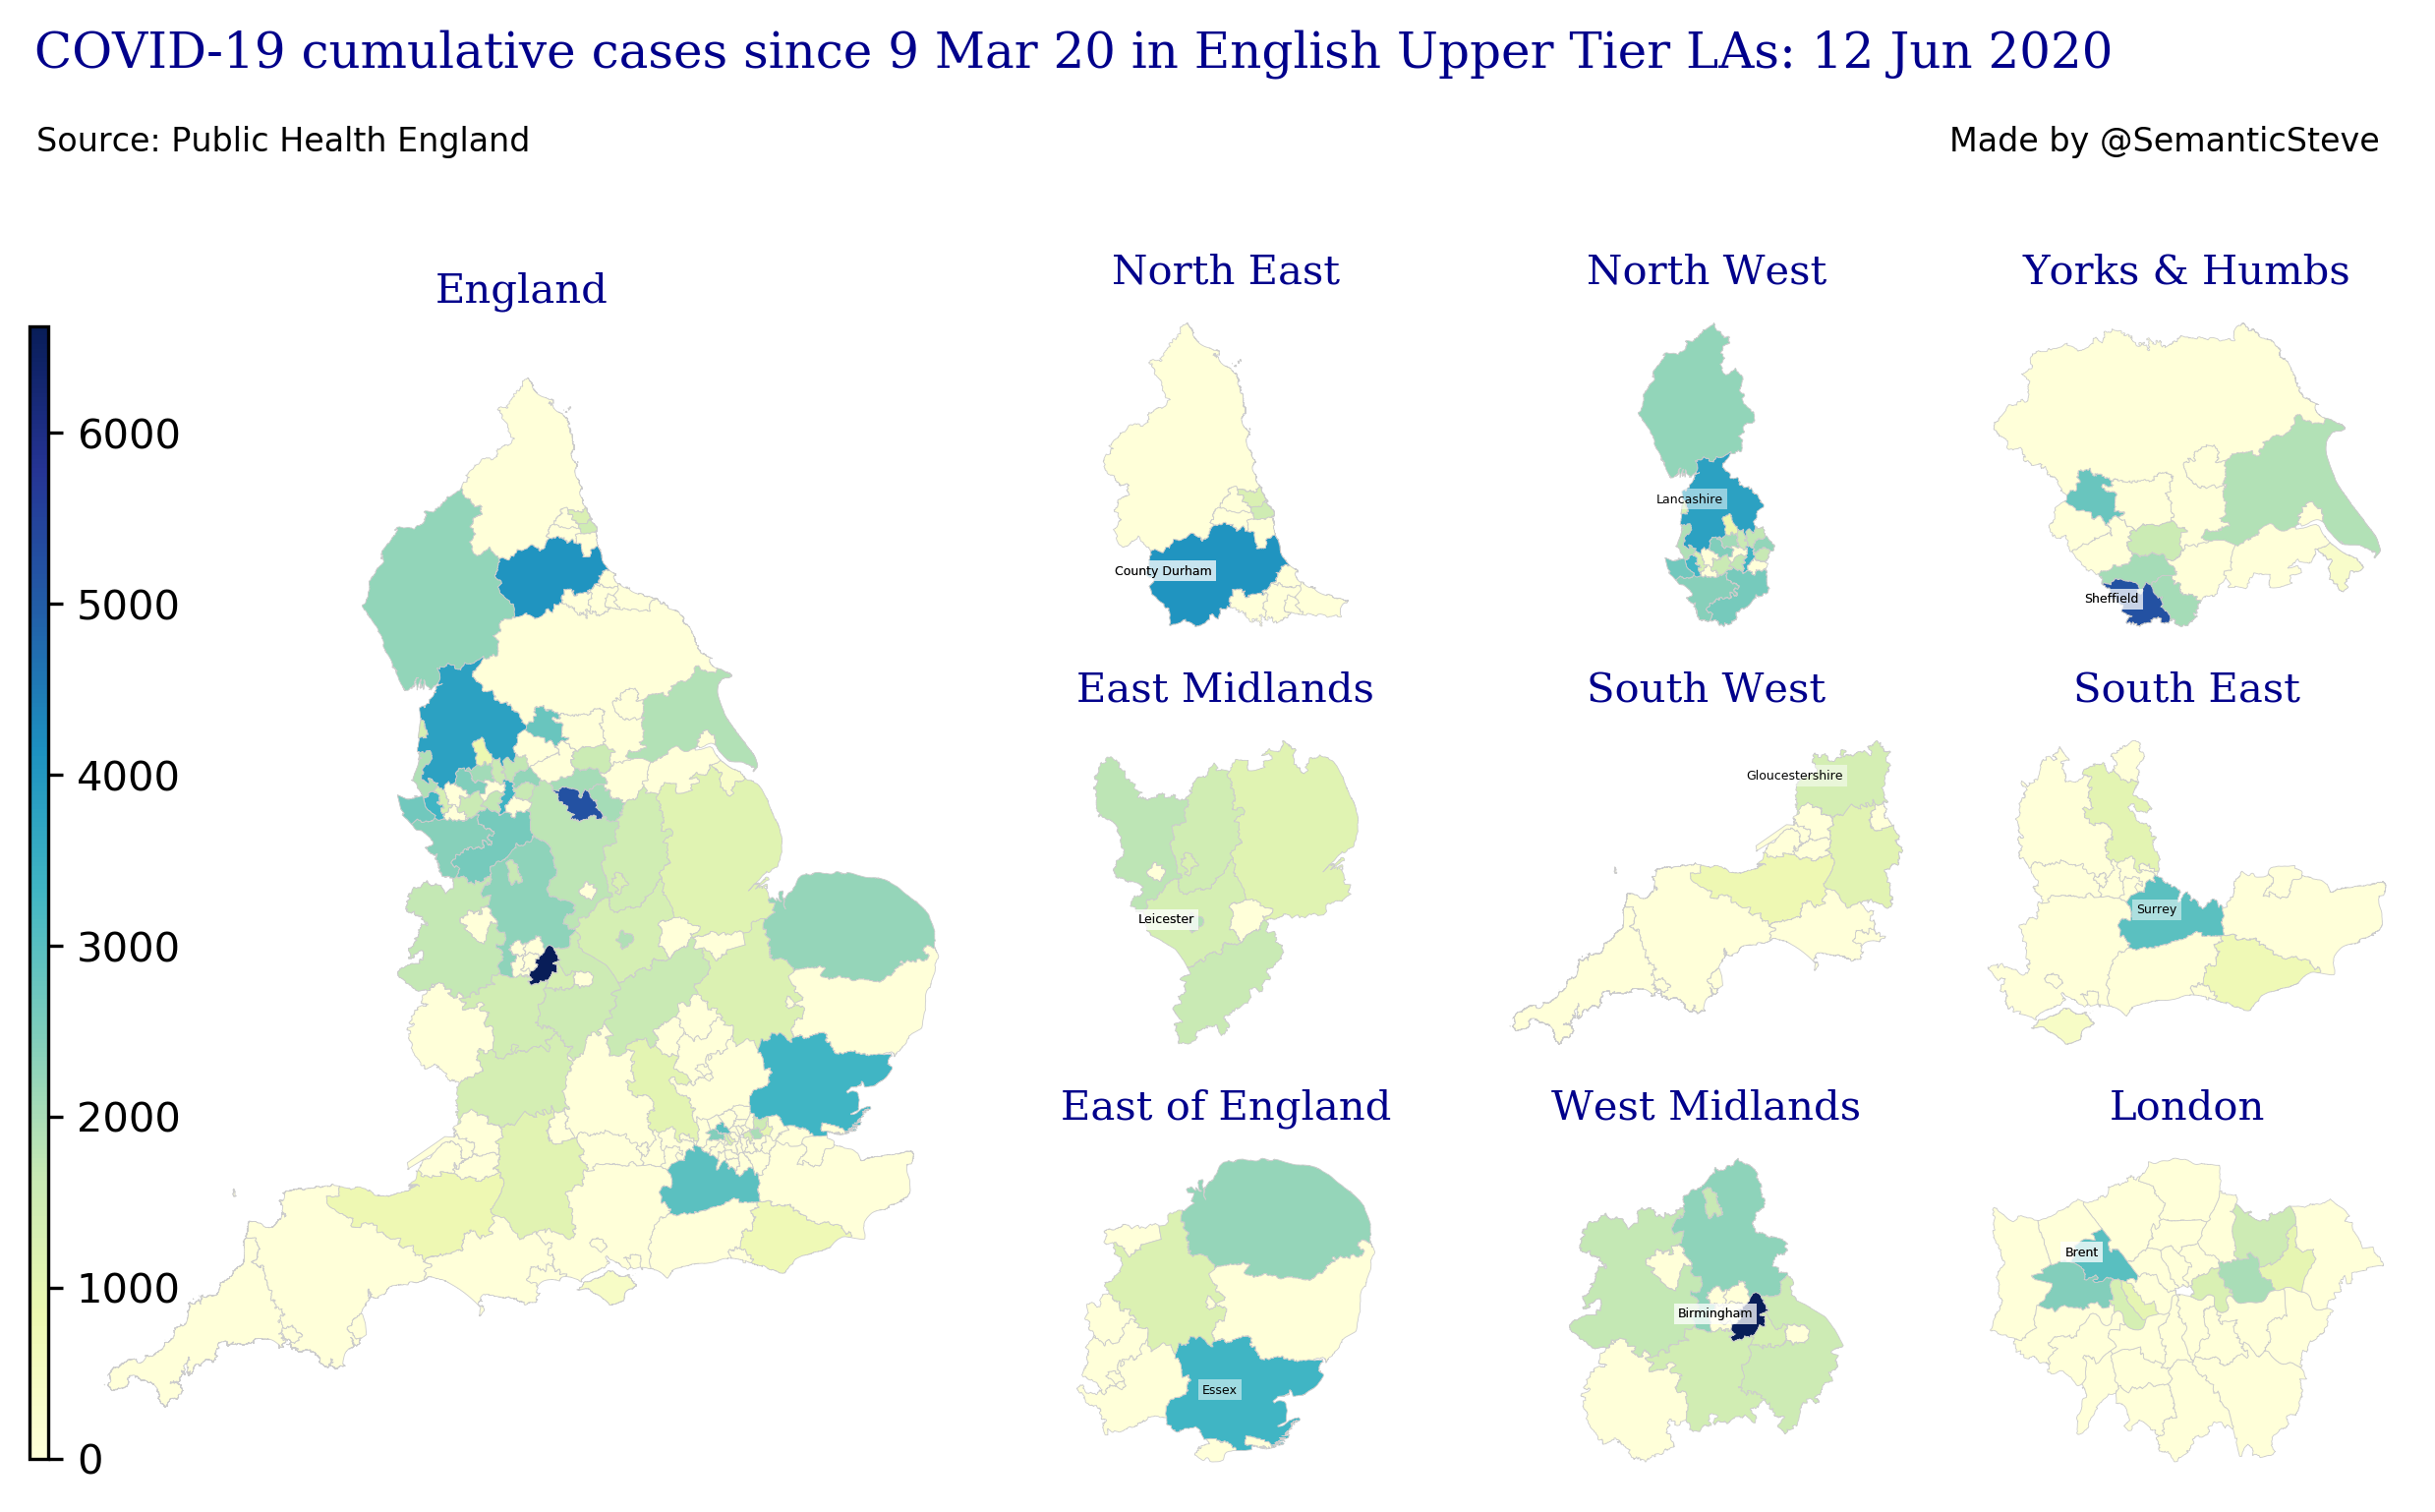 COVID-19 cumulative cases since 9 Mar 20 in English Upper Tier LAs: 12 Jun 2020
Source: Public Health England
Made by @SemanticSteve
England
6000
5000
4000
3000
2000
1000
0
North East
County Durham
North West
Lancashire
Yorks & Humbs
Sheffield
East Midlands
Leicester
South West
Gloucestershire
South East
Surrey
East of England
Essex
West Midlands
Birmingham
London
Brent